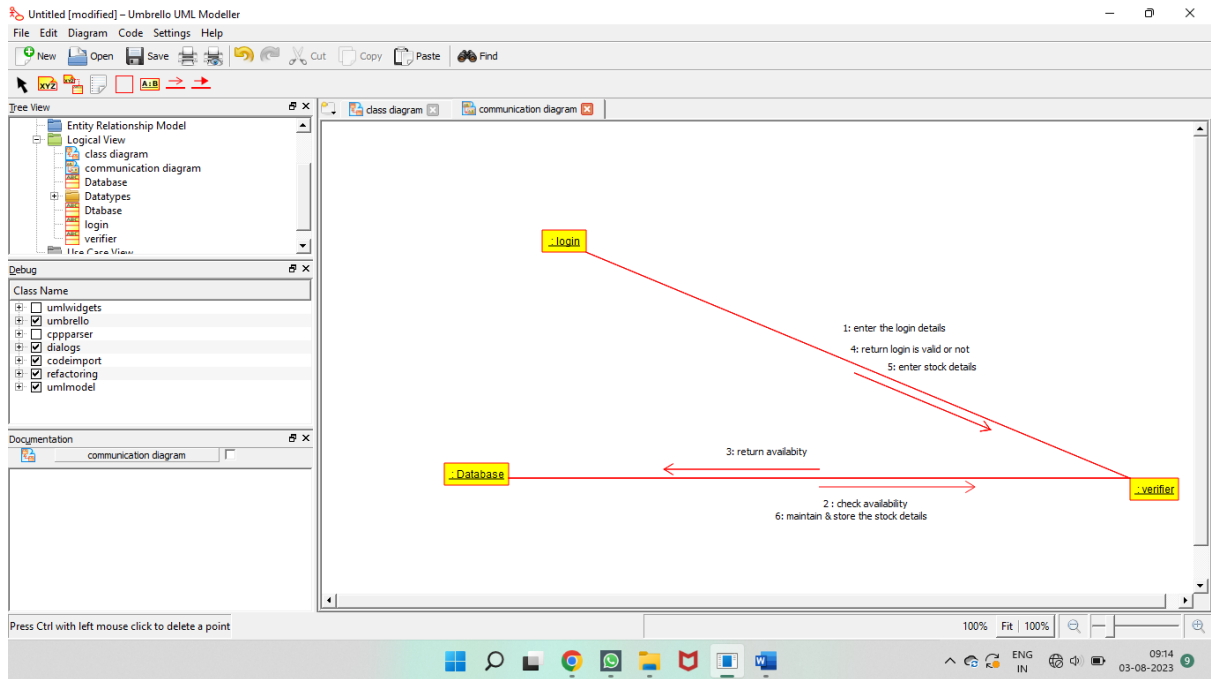 Untitled [modified] – Umbrello UML Modeller
File Edit Diagram Code Settings Help
New Open Save Cut Copy Paste Find
XYZ A:B
Tree View
class diagram communication diagram
Entity Relationship Model
Logical View
class diagram
communication diagram
Database
Datatypes
Dtabase
login
verifier
Use Case View
Debug
Class Name
umlwidgets
umbrello
cppparser
dialogs
codeimport
refactoring
umlmodel
Documentation
communication diagram
: login
1: enter the login details
4: return login is valid or not
5: enter stock details
3: return availabity
: Database
: verifier
2 : check availability
6: maintain & store the stock details
Press Ctrl with left mouse click to delete a point
100% Fit 100%
ENG
IN
09:14
03-08-2023
9